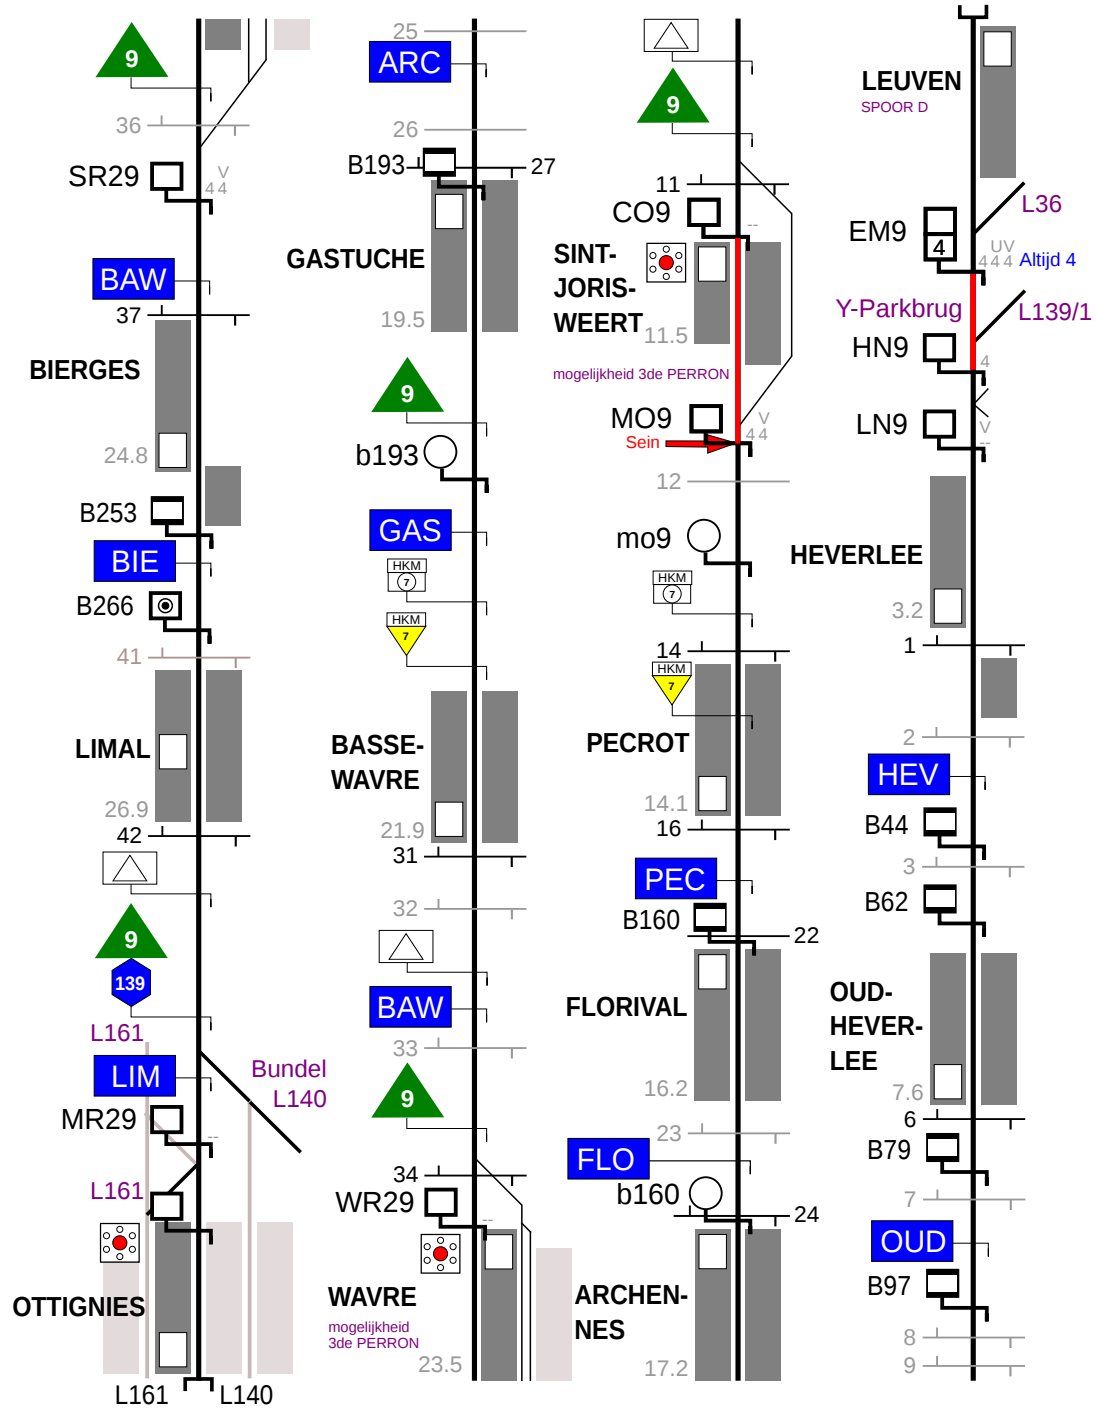 9
36
SR29
V
4 4
BAW
37
BIERGES
24.8
B253
BIE
B266
41
LIMAL
26.9
42
9
139
L161
LIM
Bundel
L140
MR29
--
L161
OTTIGNIES
L161
L140
25
ARC
26
B193
27
GASTUCHE
19.5
9
b193
GAS
HKM
7
HKM
7
BASSE-
WAVRE
21.9
31
32
BAW
33
9
34
WR29
--
WAVRE
mogelijkheid
3de PERRON
23.5
9
11
CO9
--
SINT-
JORIS-
WEERT
11.5
mogelijkheid 3de PERRON
MO9
V
4 4
Sein
12
mo9
HKM
7
14
HKM
7
PECROT
14.1
16
PEC
B160
22
FLORIVAL
16.2
23
FLO
b160
24
ARCHEN-
NES
17.2
LEUVEN
SPOOR D
L36
EM9
4
UV
4 4 4
Altijd 4
Y-Parkbrug
L139/1
HN9
4
LN9
V
--
HEVERLEE
3.2
1
2
HEV
B44
3
B62
OUD-
HEVER-
LEE
7.6
6
B79
7
OUD
B97
8
9